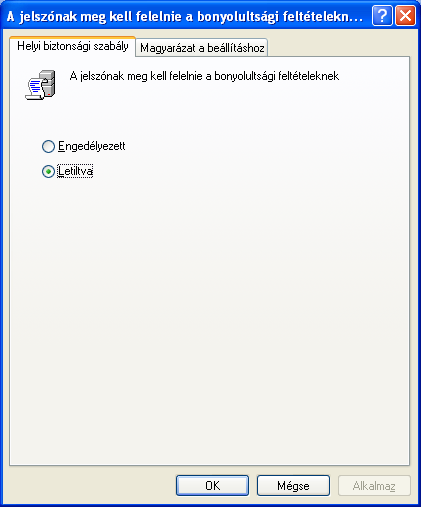 A jelszónak meg kell felelnie a bonyolultsági feltételekn...
Helyi biztonsági szabály Magyarázat a beállításhoz
A jelszónak meg kell felelnie a bonyolultsági feltételeknek
Engedélyezett
Letiltva
OK Mégse Alkalmaz